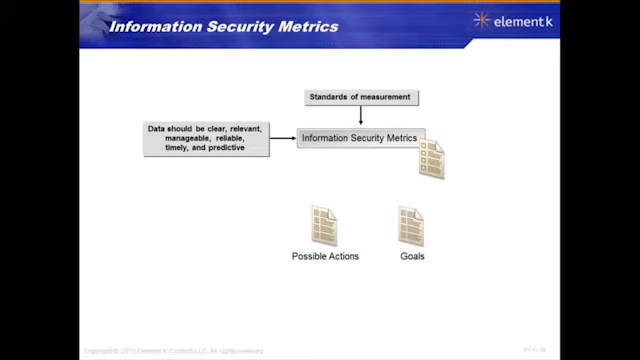 Information Security Metrics
element k
Standards of measurement
Data should be clear, relevant,
manageable, reliable,
timely, and predictive
Information Security Metrics
Possible Actions
Goals
Copyright © 2010 Element K Content LLC. All rights reserved.